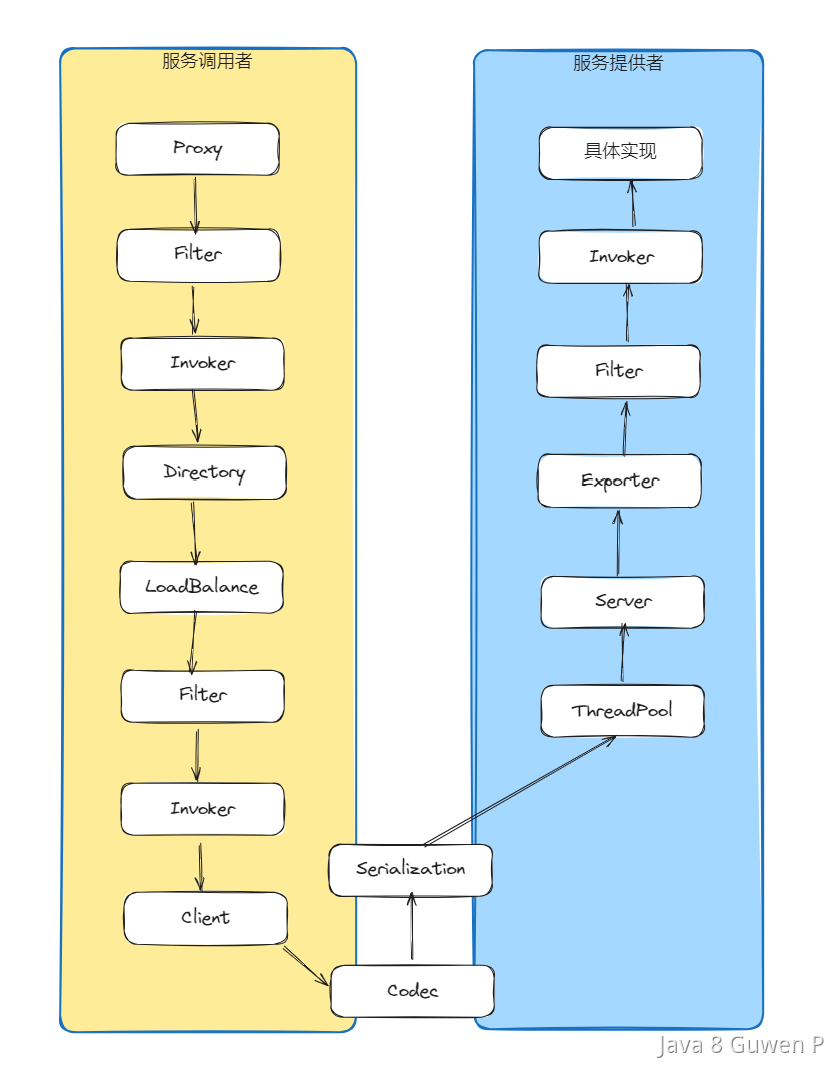 服务调用者
Proxy
Filter
Invoker
Directory
LoadBalance
Filter
Invoker
Client
Codec
Serialization
服务提供者
ThreadPool
Server
Exporter
Filter
Invoker
具体实现
Java 8 Guwen P